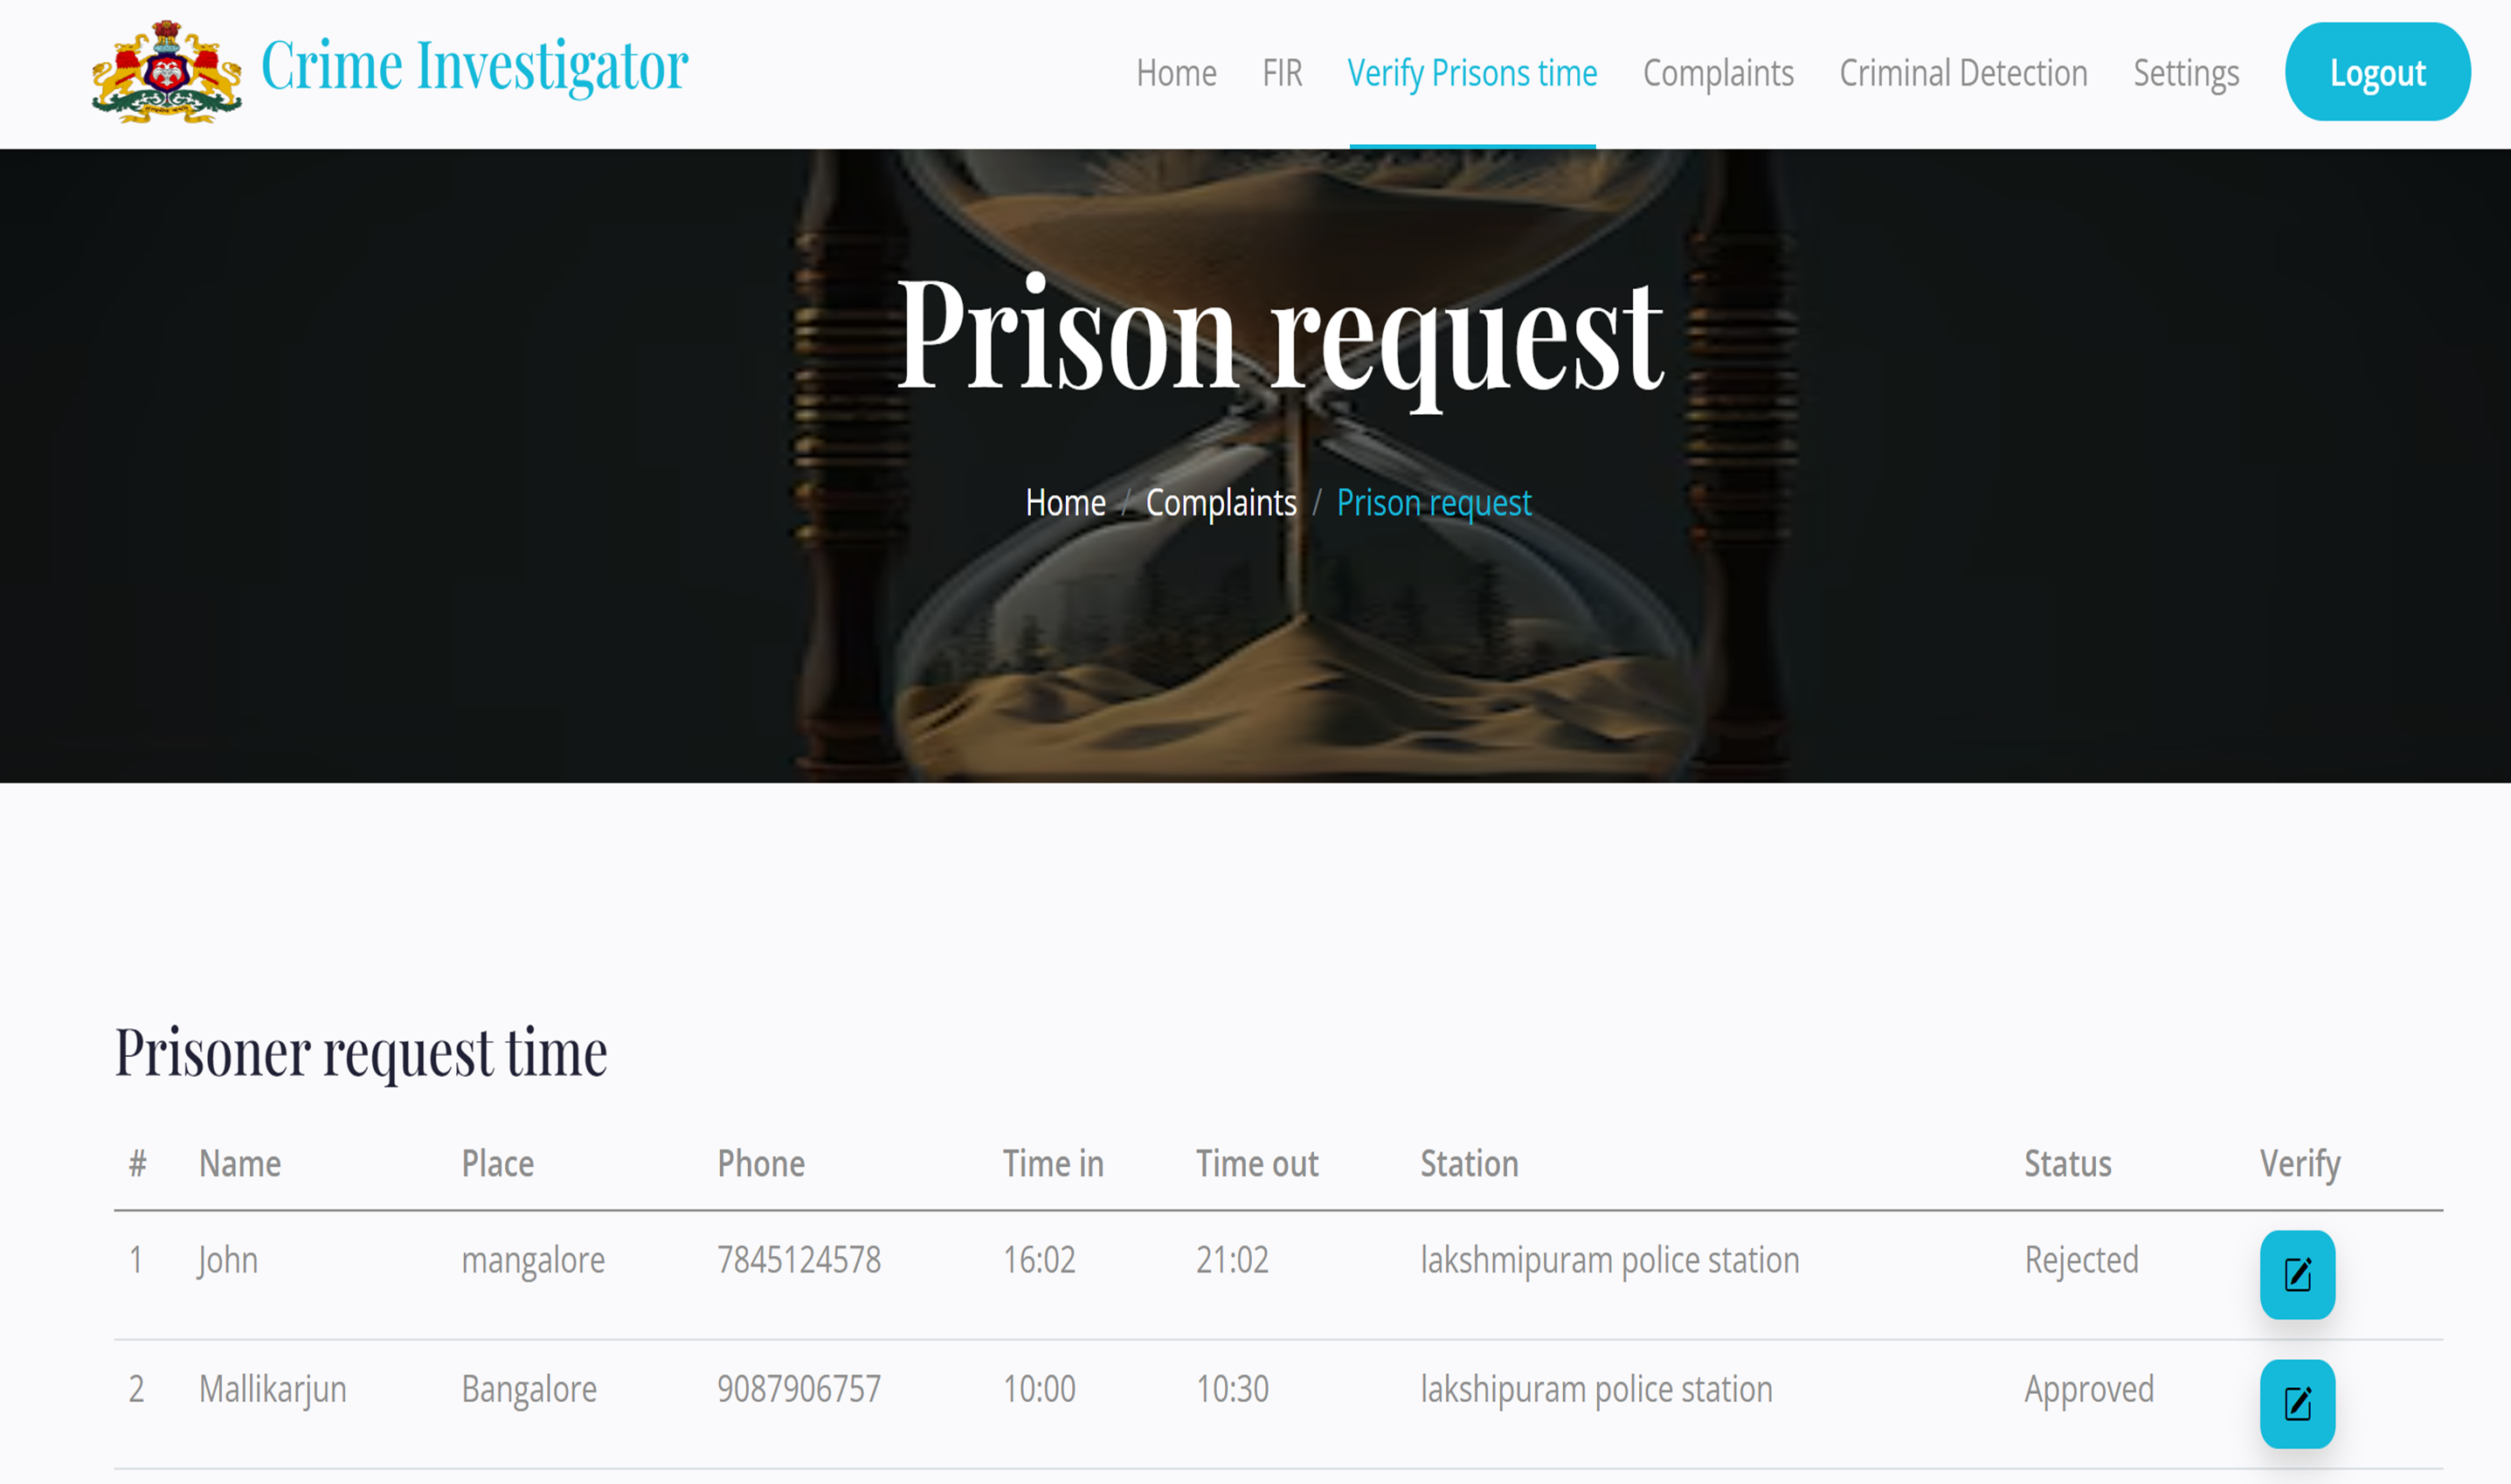 Crime Investigator
Home FIR Verify Prisons time Complaints Criminal Detection Settings Logout
Prison request
Home / Complaints / Prison request
Prisoner request time
# Name Place Phone Time in Time out Station Status Verify
1 John mangalore 7845124578 16:02 21:02 lakshmipuram police station Rejected
2 Mallikarjun Bangalore 9087906757 10:00 10:30 lakshipuram police station Approved